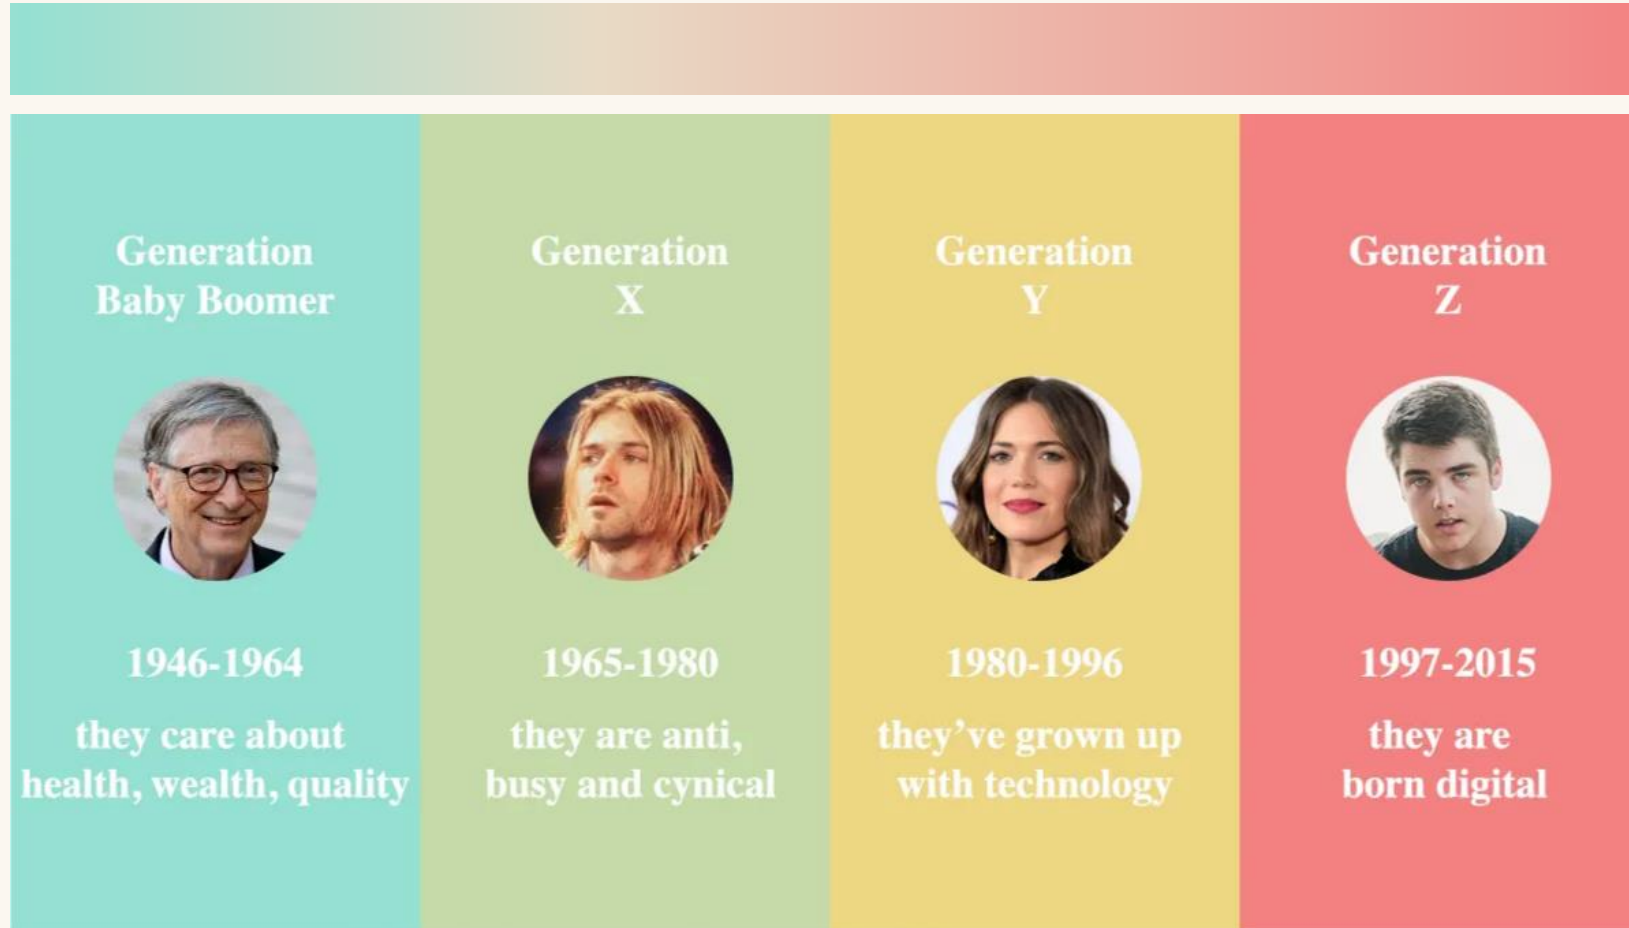 Generation
Baby Boomer
1946-1964
they care about
health, wealth, quality
Generation
X
1965-1980
they are anti,
busy and cynical
Generation
Y
1980-1996
they’ve grown up
with technology
Generation
Z
1997-2015
they are
born digital